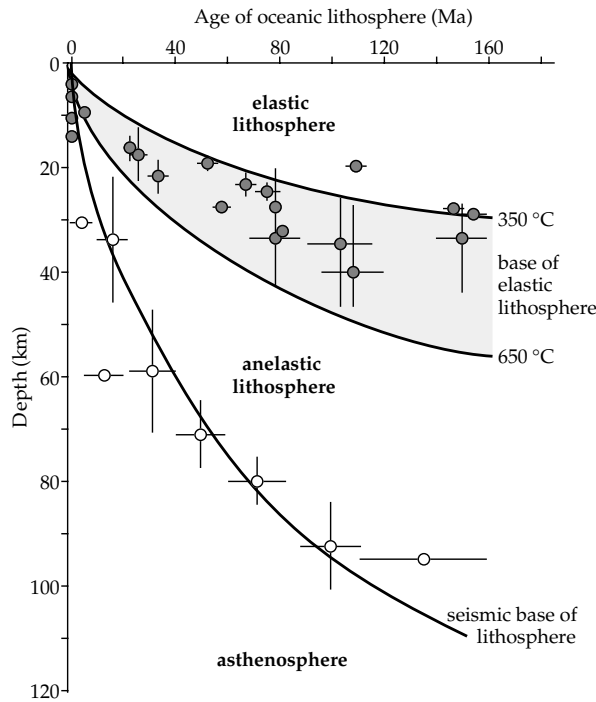 Age of oceanic lithosphere (Ma)
0 40 80 120 160
0
20
40
60
80
100
120
Depth (km)
elastic
lithosphere
350 °C
base of
elastic
lithosphere
650 °C
anelastic
lithosphere
seismic base of
lithosphere
asthenosphere